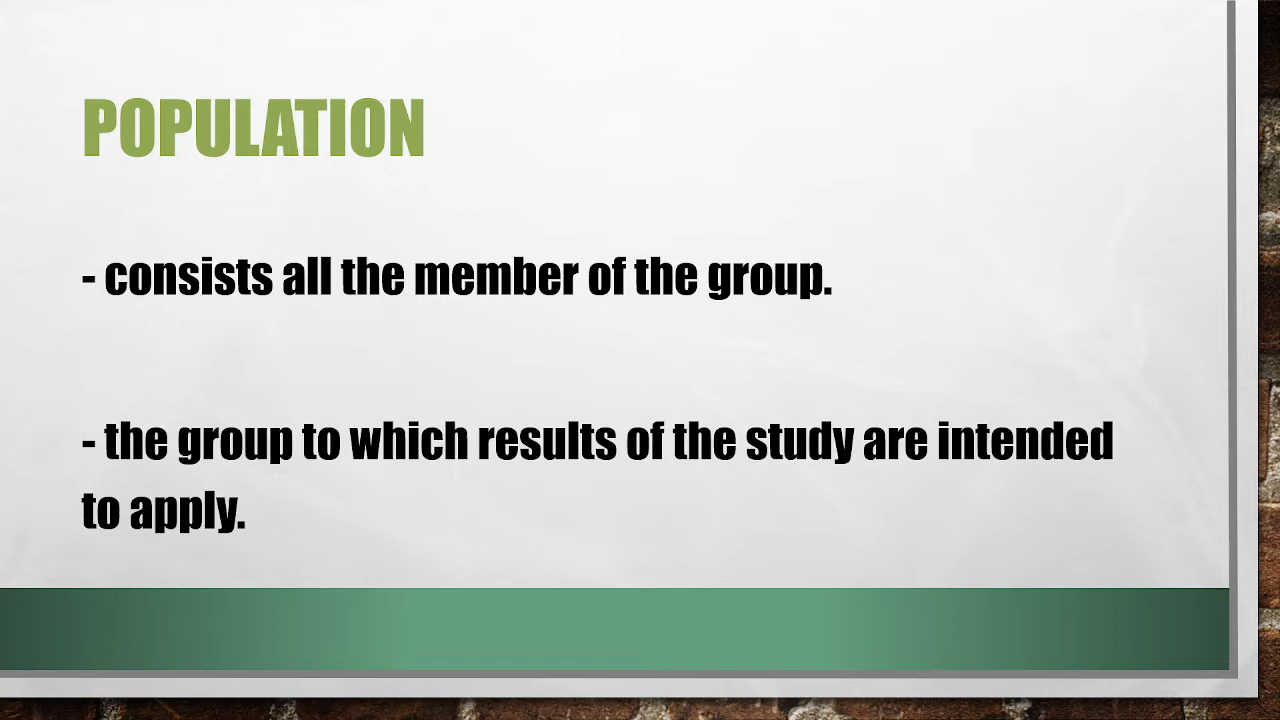 POPULATION
- consists all the member of the group.
- the group to which results of the study are intended
to apply.